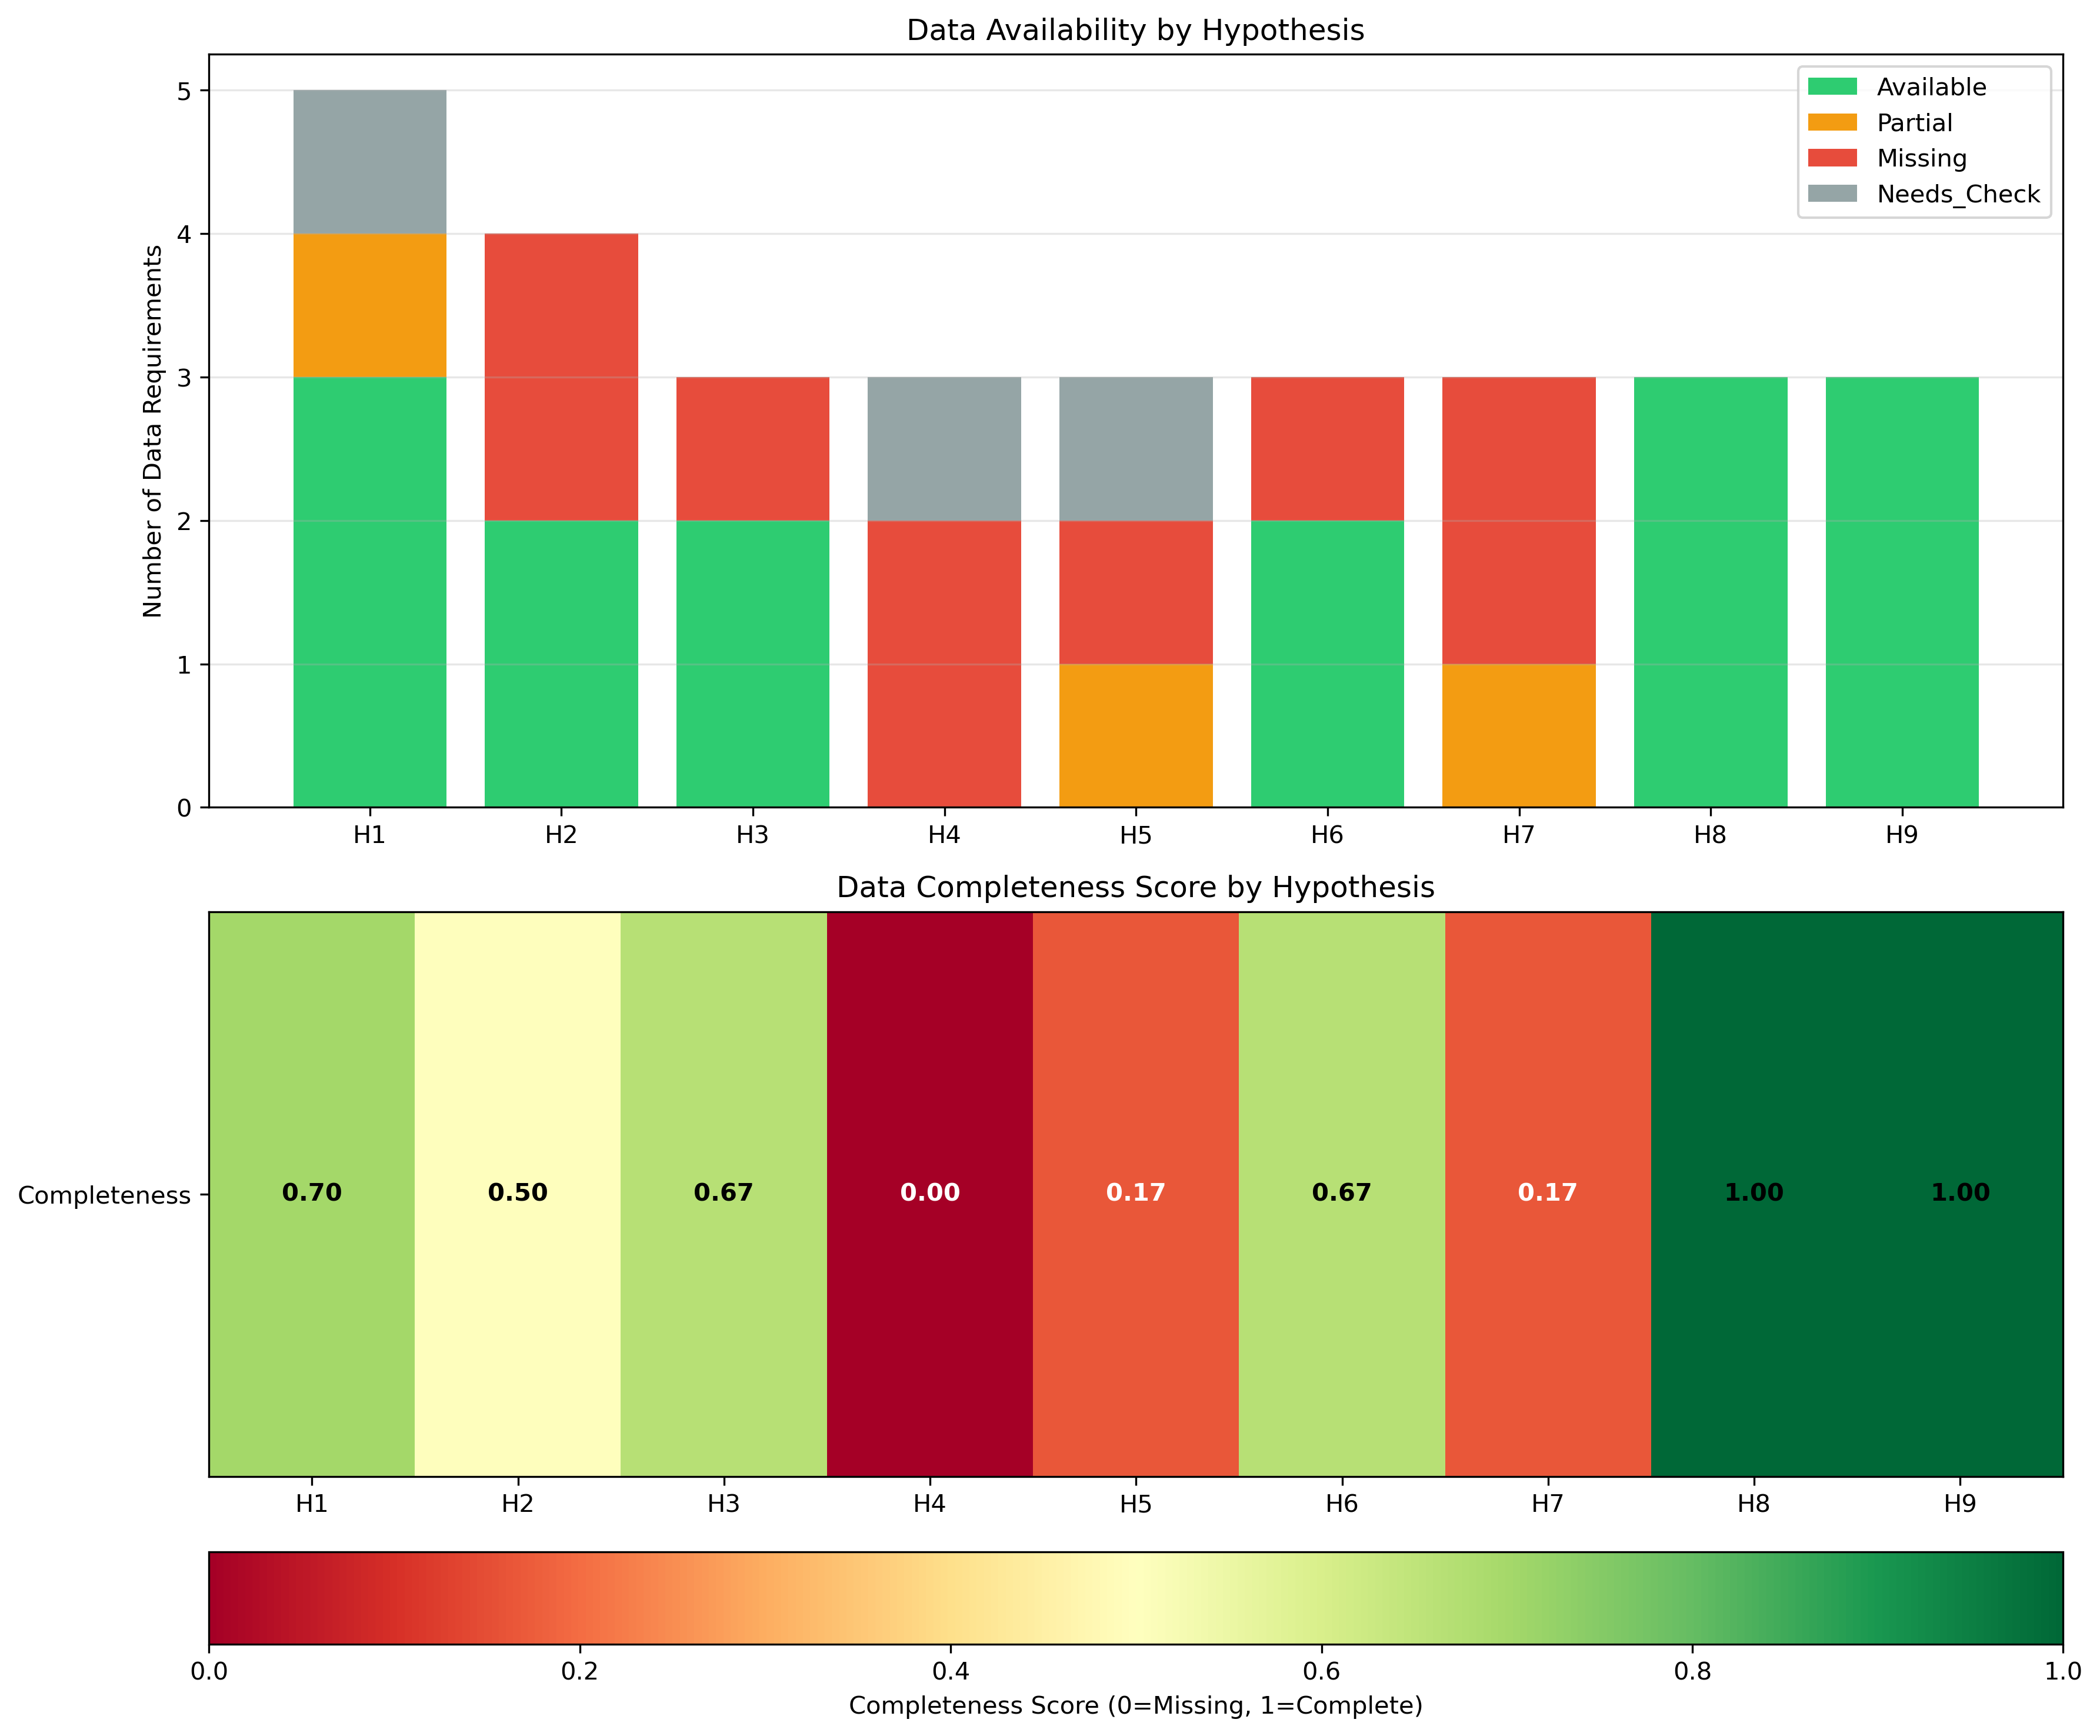 Data Availability by Hypothesis
Number of Data Requirements
5
4
3
2
1
0
Available
Partial
Missing
Needs_Check
H1 H2 H3 H4 H5 H6 H7 H8 H9
Data Completeness Score by Hypothesis
Completeness
0.70 0.50 0.67 0.00 0.17 0.67 0.17 1.00 1.00
H1 H2 H3 H4 H5 H6 H7 H8 H9
0.0 0.2 0.4 0.6 0.8 1.0
Completeness Score (0=Missing, 1=Complete)